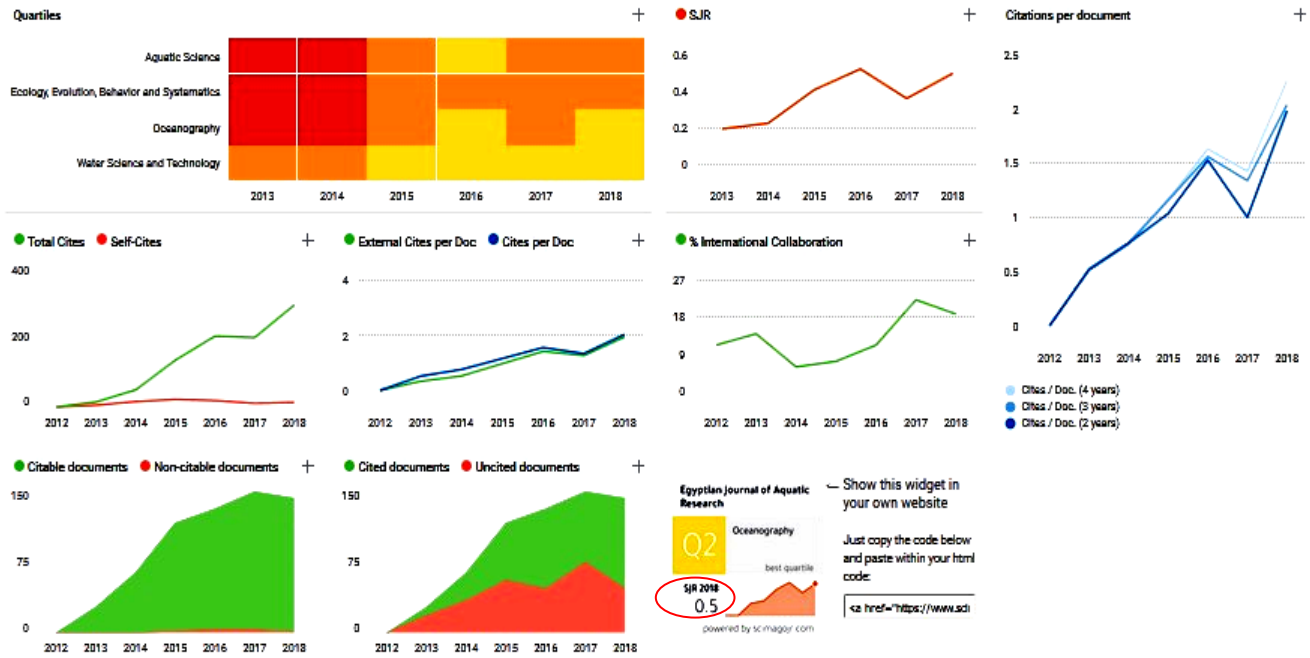 Quartiles
Aquatic Science
Ecology, Evolution, Behavior and Systematics
Oceanography
Water Science and Technology
2013 2014 2015 2016 2017 2018
SJR
0.6
0.4
0.2
0
2013 2014 2015 2016 2017 2018
Citations per document
2.5
2
1.5
1
0.5
0
2012 2013 2014 2015 2016 2017 2018
Cites / Doc. (4 years)
Cites / Doc. (3 years)
Cites / Doc. (2 years)
Total Cites Self-Cites
400
200
0
2012 2013 2014 2015 2016 2017 2018
External Cites per Doc Cites per Doc
4
2
0
2012 2013 2014 2015 2016 2017 2018
% International Collaboration
27
18
9
0
2012 2013 2014 2015 2016 2017 2018
Citable documents Non-citable documents
150
75
0
2012 2013 2014 2015 2016 2017 2018
Cited documents Uncited documents
150
75
0
2012 2013 2014 2015 2016 2017 2018
Egyptian Journal of Aquatic
Research
Q2
Oceanography
best quartile
SJR 2018
0.5
powered by scimagojr.com
Show this widget in
your own website
Just copy the code below
and paste within your html
code:
<a href="https://www.sci